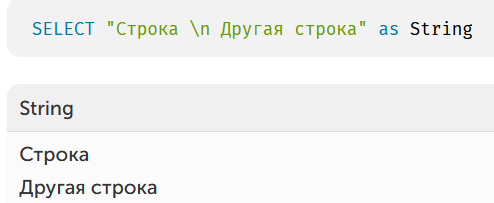 SELECT "Строка \n Другая строка" as String
String
Строка
Другая строка